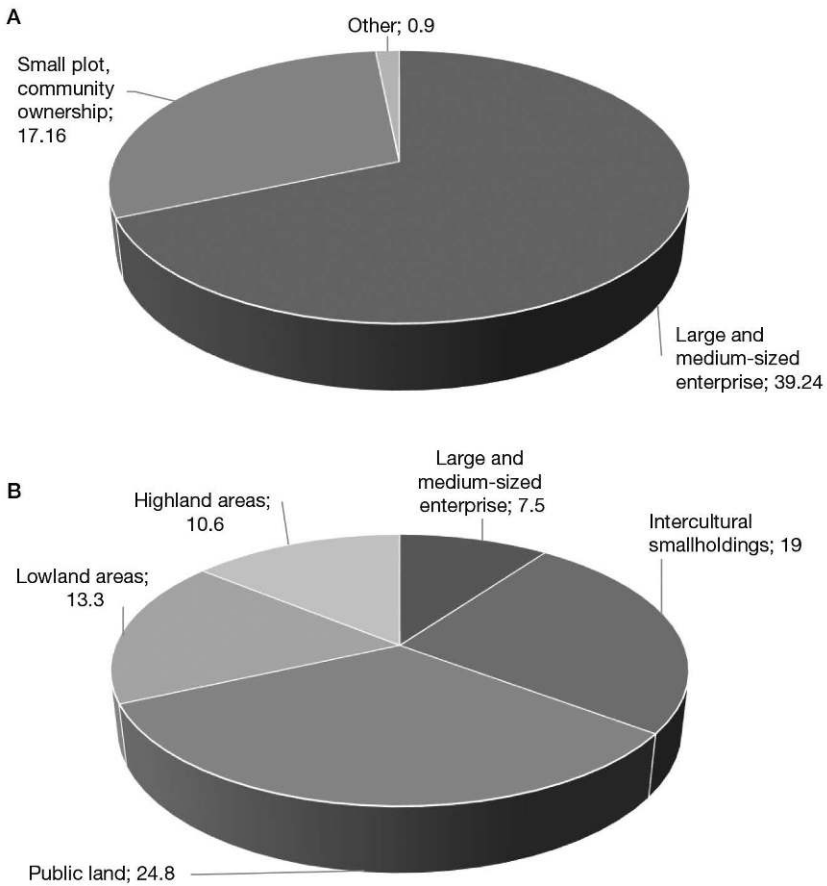 A
Other; 0.9
Small plot,
community
ownership;
17.16
Large and
medium-sized
enterprise; 39.24
B
Large and
medium-sized
enterprise; 7.5
Highland areas;
10.6
Intercultural
smallholdings; 19
Lowland areas;
13.3
Public land; 24.8